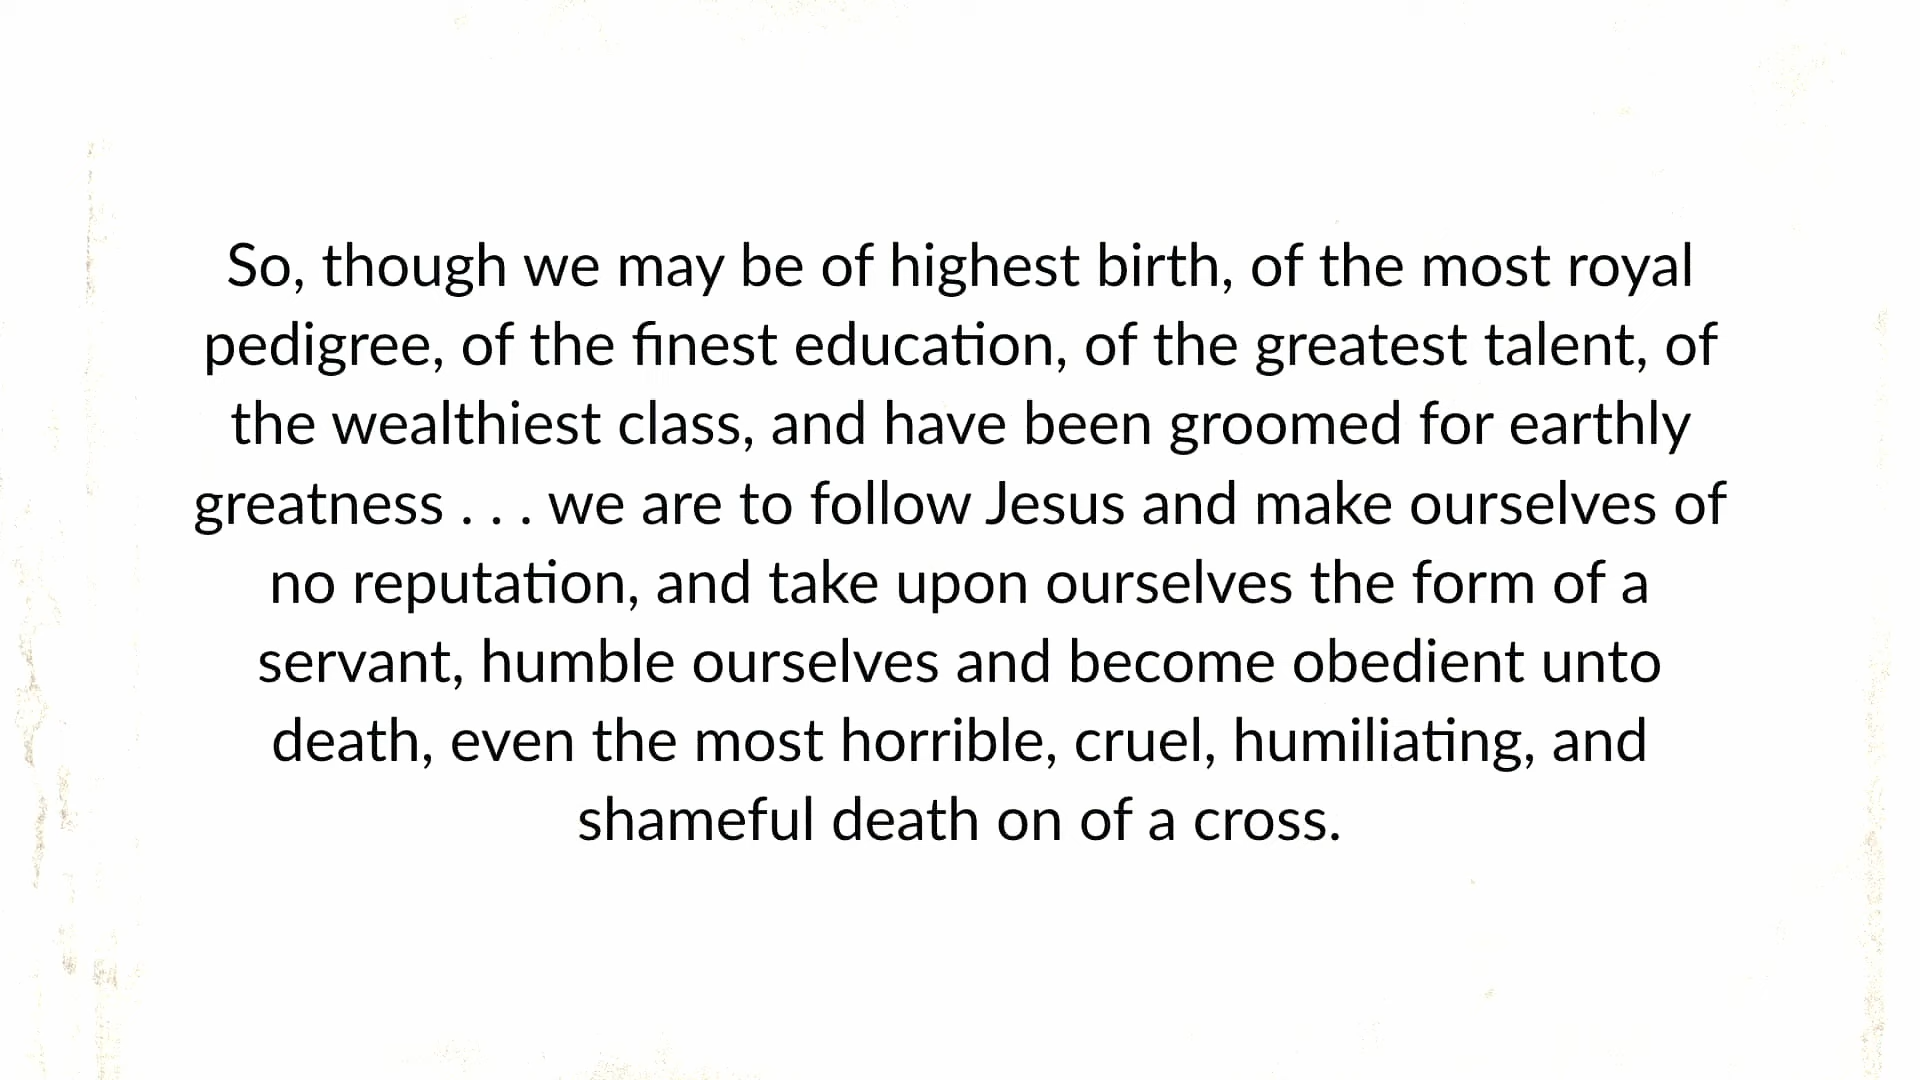 So, though we may be of highest birth, of the most royal
pedigree, of the finest education, of the greatest talent, of
the wealthiest class, and have been groomed for earthly
greatness . . . we are to follow Jesus and make ourselves of
no reputation, and take upon ourselves the form of a
servant, humble ourselves and become obedient unto
death, even the most horrible, cruel, humiliating, and
shameful death on of a cross.